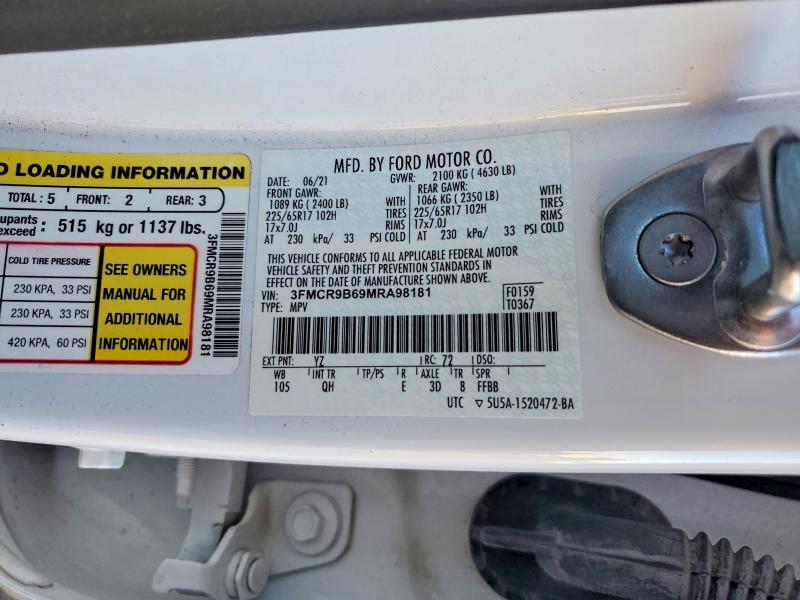 D LOADING INFORMATION
TOTAL: 5 FRONT: 2 REAR: 3
upants
exceed: 515 kg or 1137 lbs.
COLD TIRE PRESSURE
230 KPA, 33 PSI
230 KPA, 33 PSI
420 KPA, 60 PSI
SEE OWNERS
MANUAL FOR
ADDITIONAL
INFORMATION
3FMCR9B69MRA98181
MFD. BY FORD MOTOR CO.
DATE: 06/21 GVWR: 2100 KG ( 4630 LB)
FRONT GAWR: REAR GAWR:
1089 KG ( 2400 LB) WITH 1066 KG ( 2350 LB) WITH
225/65R17 102H TIRES 225/65R17 102H TIRES
17x7.0J RIMS 17x7.0J RIMS
AT 230 kPa/ 33 PSI COLD AT 230 kPa/ 33 PSI COLD
THIS VEHICLE CONFORMS TO ALL APPLICABLE FEDERAL MOTOR
VEHICLE SAFETY AND THEFT PREVENTION STANDARDS IN
EFFECT ON THE DATE OF MANUFACTURE SHOWN ABOVE.
VIN: 3FMCR9B69MRA98181 F0159
TYPE: MPV T0367
EXT PNT: YZ RC: 72 DSO:
WB INT TR TP/PS R AXLE TR SPR
105 QH E 3D 8 FFBB
UTC ▽ 5U5A-1520472-BA